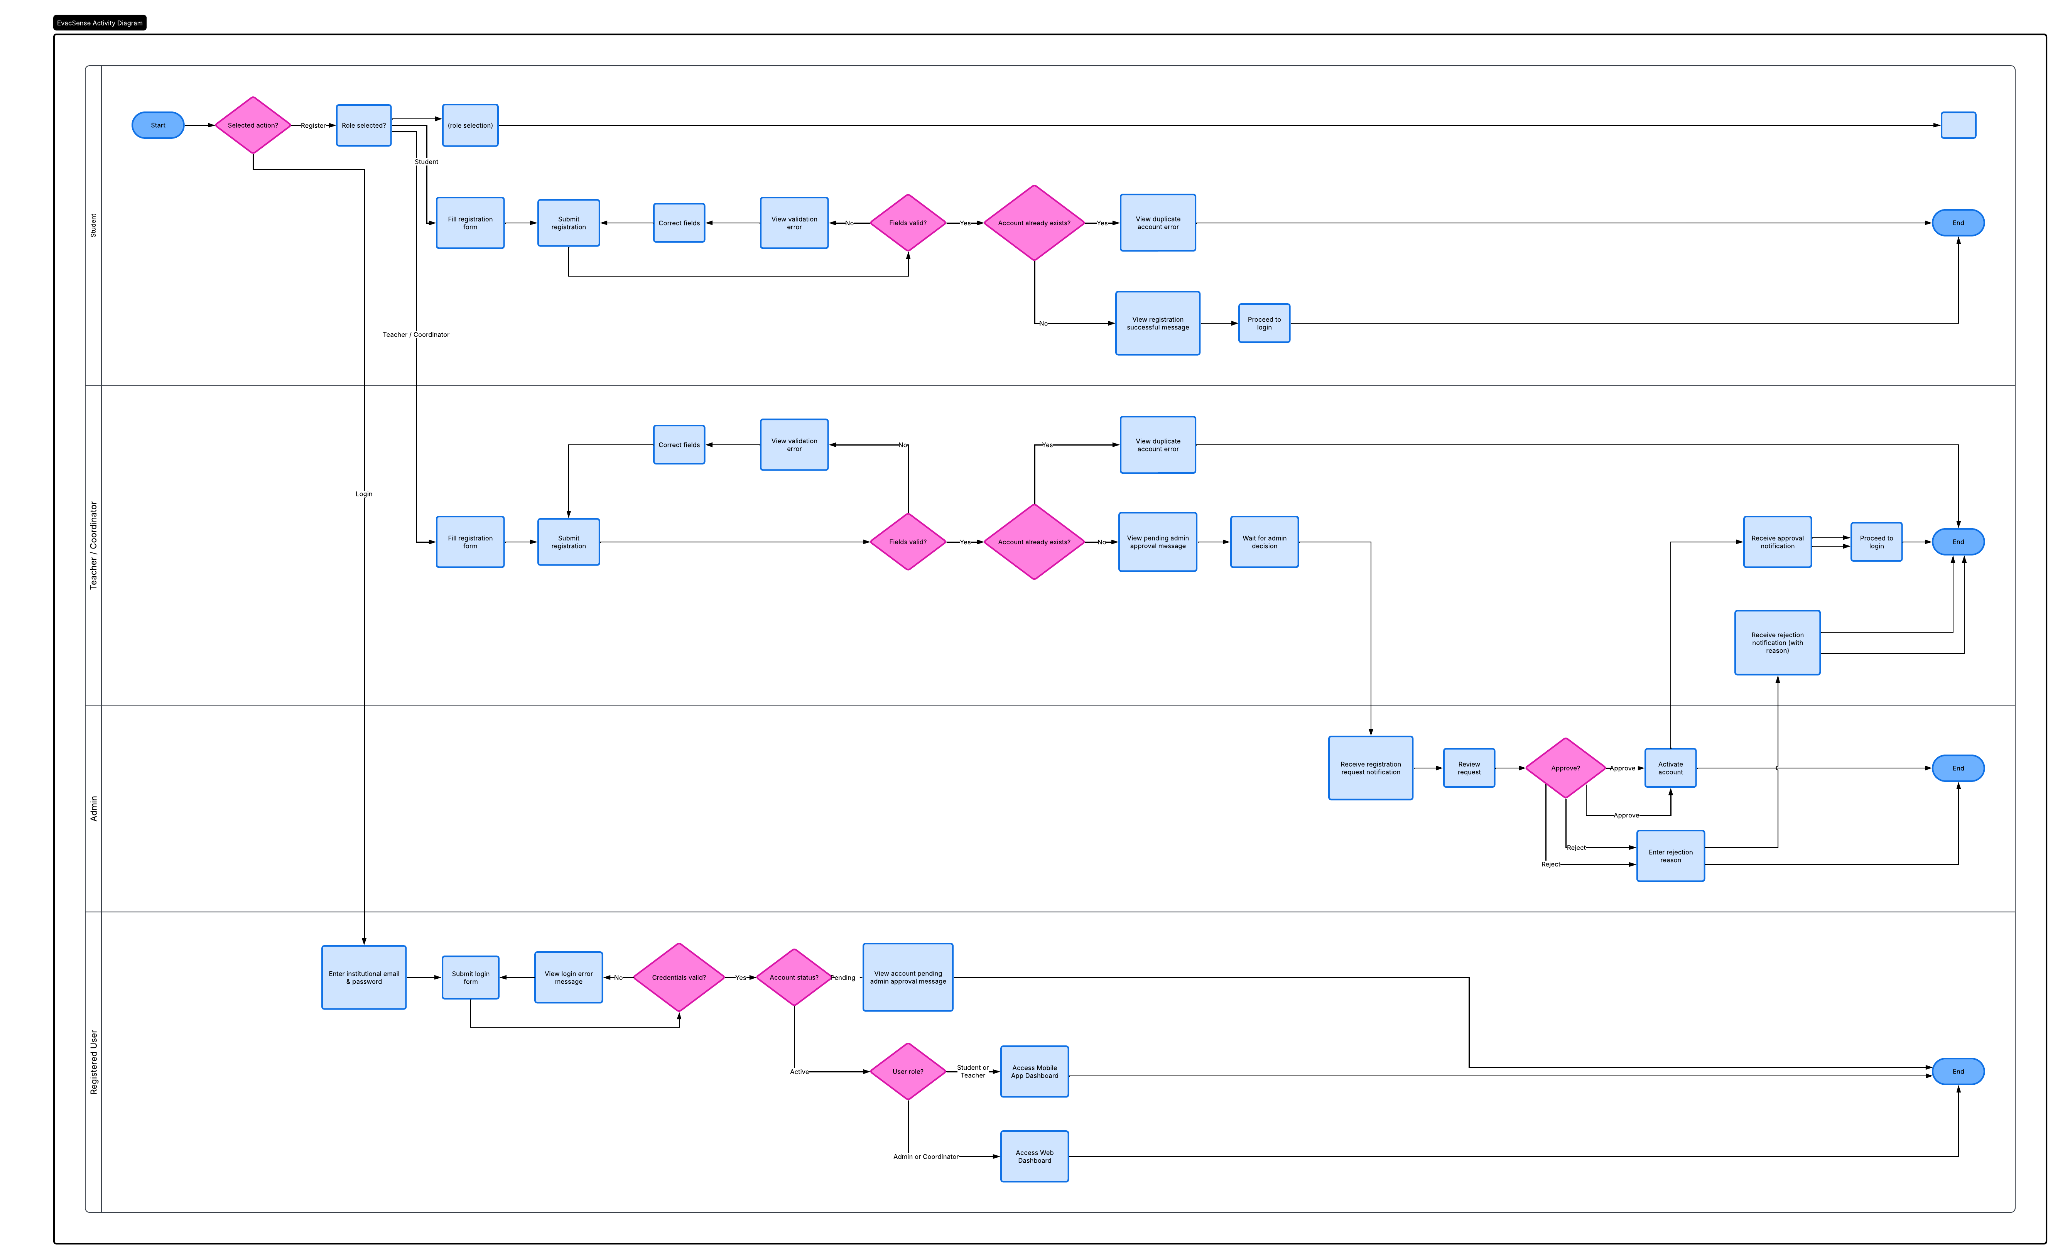 EvacSense Activity Diagram
Student
Start
Selected action?
Register
Role selected?
(role selection)
Student
Fill registration
form
Submit
registration
Correct fields
View validation
error
No
Fields valid?
Yes
Account already exists?
Yes
View duplicate
account error
End
No
View registration
successful message
Proceed to
login
Teacher / Coordinator
Teacher / Coordinator
Correct fields
View validation
error
No
Yes
View duplicate
account error
Login
Fill registration
form
Submit
registration
Fields valid?
Yes
Account already exists?
No
View pending admin
approval message
Wait for admin
decision
Receive approval
notification
Proceed to
login
End
Receive rejection
notification (with
reason)
Admin
Receive registration
request notification
Review
request
Approve?
Approve
Activate
account
End
Approve
Reject
Reject
Enter rejection
reason
Registered User
Enter institutional email
& password
Submit login
form
View login error
message
No
Credentials valid?
Yes
Account status?
Pending
View account pending
admin approval message
Active
User role?
Student or
Teacher
Access Mobile
App Dashboard
End
Admin or Coordinator
Access Web
Dashboard